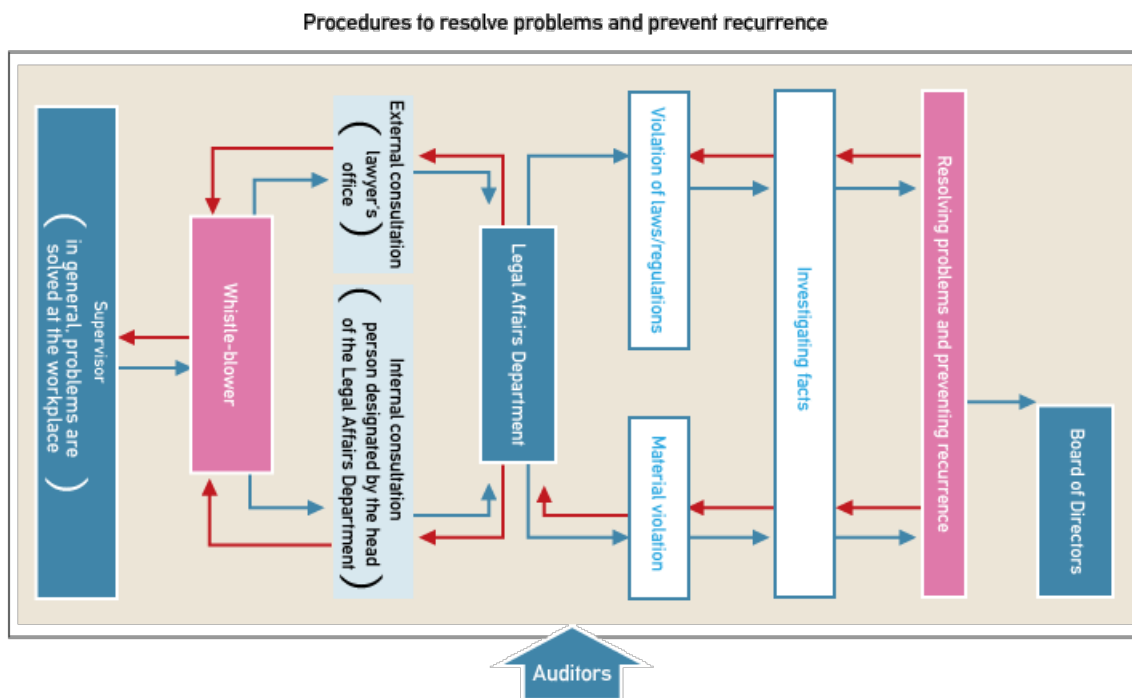 Procedures to resolve problems and prevent recurrence
Supervisor
( in general, problems are
solved at the workplace )
Whistle-blower
External consultation
( lawyer's
office )
Internal consultation
( person designated by the head
of the Legal Affairs Department )
Legal Affairs Department
Violation of laws/regulations
Material violation
Investigating facts
Resolving problems and preventing recurrence
Board of Directors
Auditors